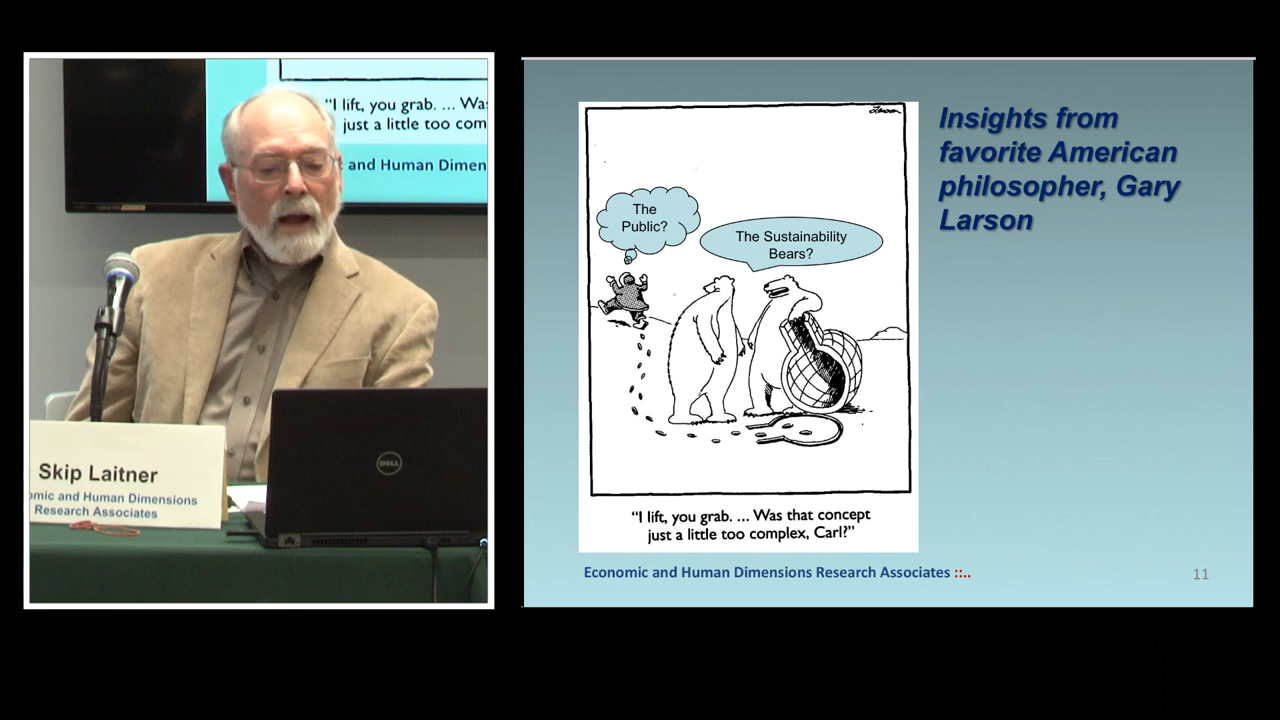 "I lift, you grab. ... Was
just a little too com
t and Human Dimen
Skip Laitner
omic and Human Dimensions
Research Associates
DELL
Larson
The
Public?
The Sustainability
Bears?
"I lift, you grab. ... Was that concept
just a little too complex, Carl?"
Insights from
favorite American
philosopher, Gary
Larson
Economic and Human Dimensions Research Associates ::..
11